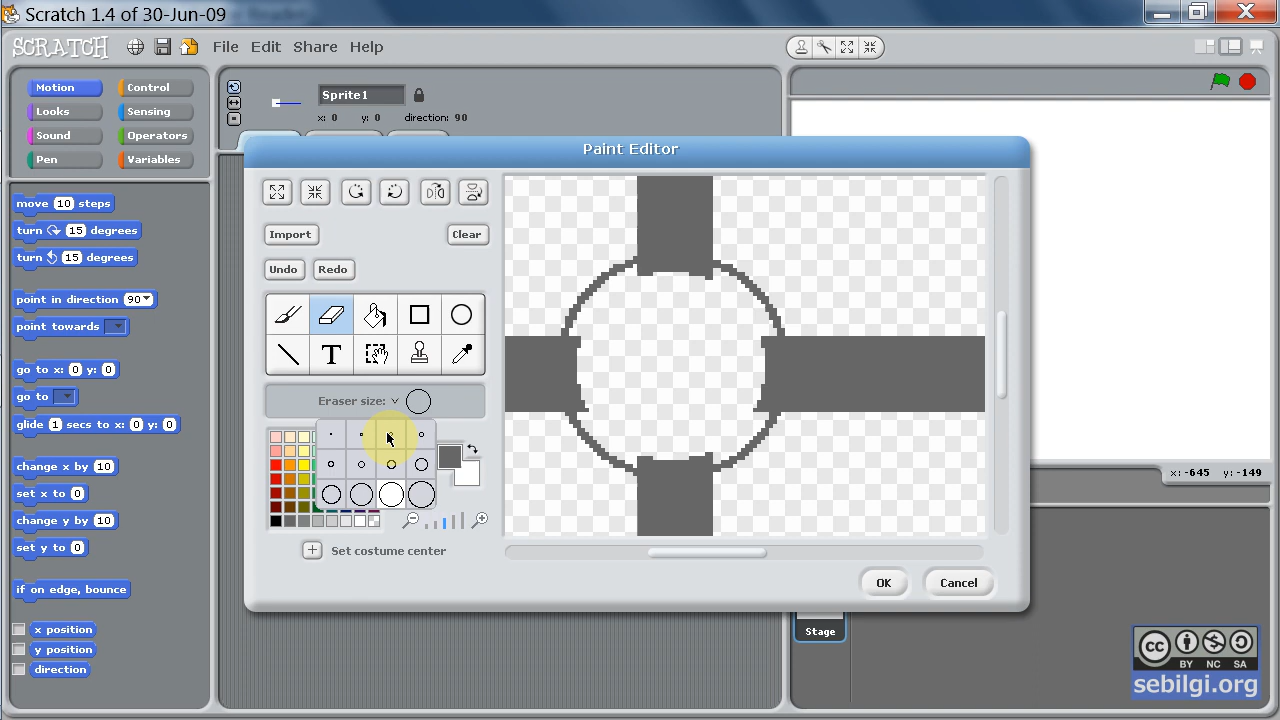 Scratch 1.4 of 30-Jun-09
SCRATCH
File Edit Share Help
Motion Control
Looks Sensing
Sound Operators
Pen Variables
Sprite1
x: 0 y: 0 direction: 90
move 10 steps
turn 15 degrees
turn 15 degrees
point in direction 90
point towards
go to x: 0 y: 0
go to
glide 1 secs to x: 0 y: 0
change x by 10
set x to 0
change y by 10
set y to 0
if on edge, bounce
x position
y position
direction
Paint Editor
Import Clear
Undo Redo
T
Eraser size:
Set costume center
OK Cancel
x: -645 y: -149
Stage
cc
BY NC SA
sebilgi.org